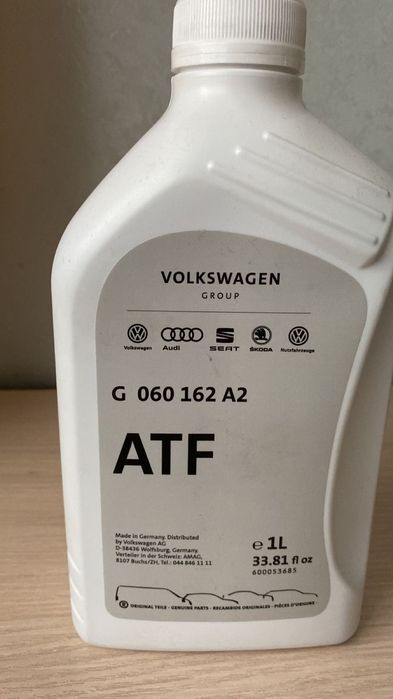 VOLKSWAGEN
GROUP
Volkswagen Audi SEAT ŠKODA Nutzfahrzeuge
G 060 162 A2
ATF
Made in Germany. Distributed
by Volkswagen AG
D-38436 Wolfsburg, Germany.
Verteiler in der Schweiz: AMAG,
8107 Buchs/ZH, Tel.: 044 846 11 11
e 1L
33.81 fl oz
600053685
® ORIGINAL TEILE · GENUINE PARTS · RECAMBIOS ORIGINALES · PIÈCES D'ORIGINE ·